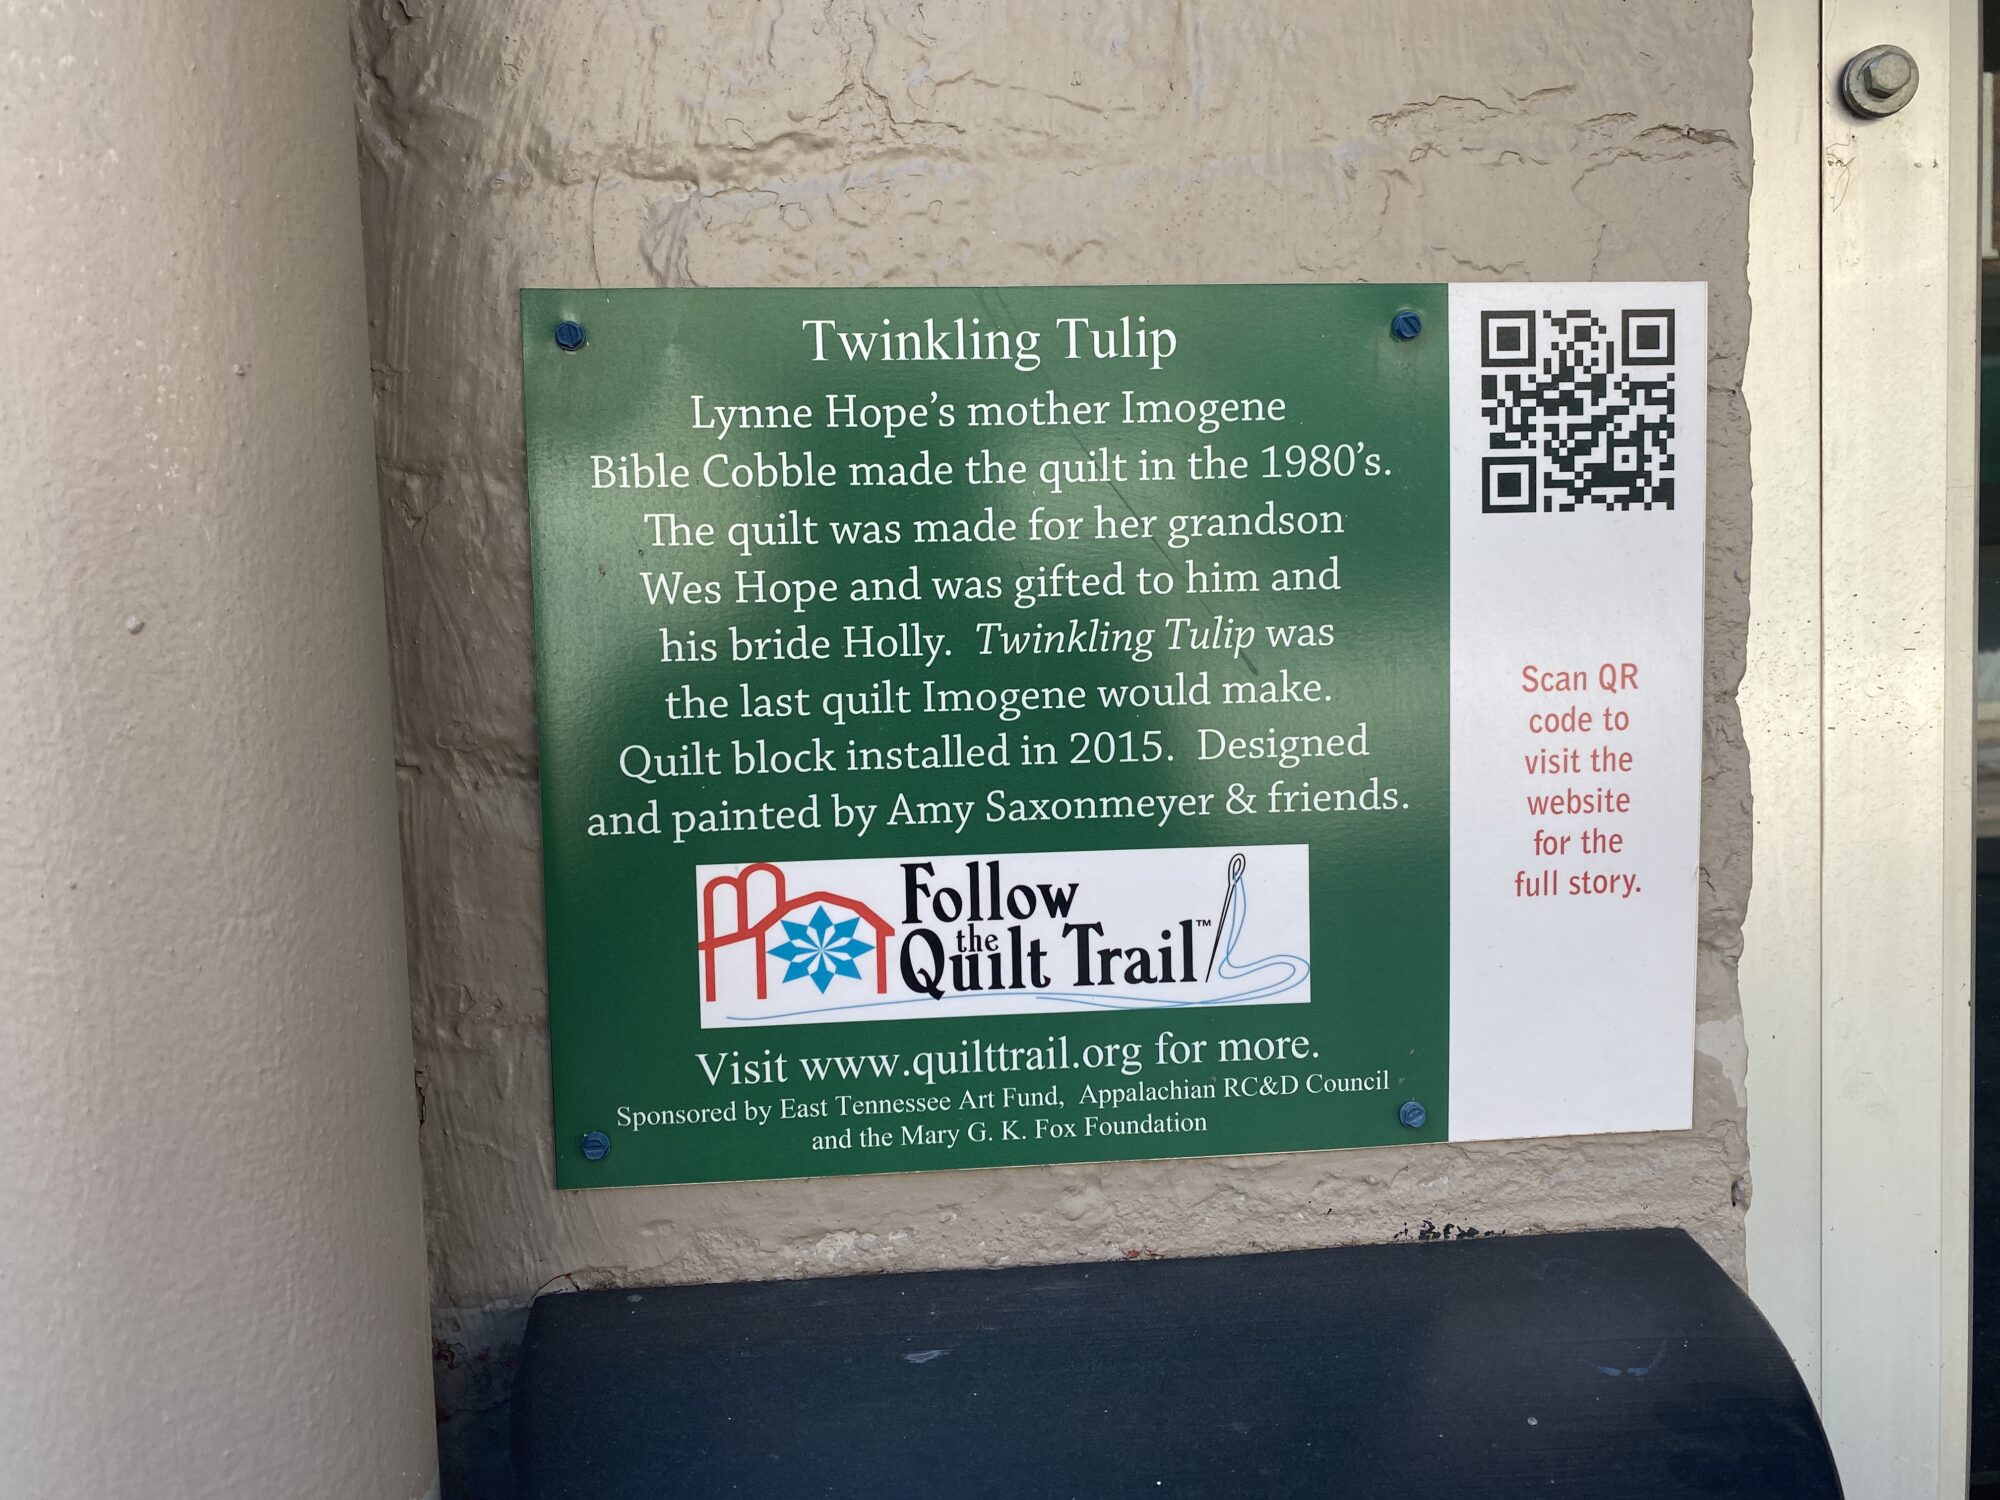 Twinkling Tulip
Lynne Hope’s mother Imogene
Bible Cobble made the quilt in the 1980’s.
The quilt was made for her grandson
Wes Hope and was gifted to him and
his bride Holly.  Twinkling Tulip was
the last quilt Imogene would make.
Quilt block installed in 2015.  Designed
and painted by Amy Saxonmeyer & friends.
Follow
the
Quilt Trail™
Visit www.quilttrail.org for more.
Sponsored by East Tennessee Art Fund,  Appalachian RC&D Council
and the Mary G. K. Fox Foundation
Scan QR
code to
visit the
website
for the
full story.